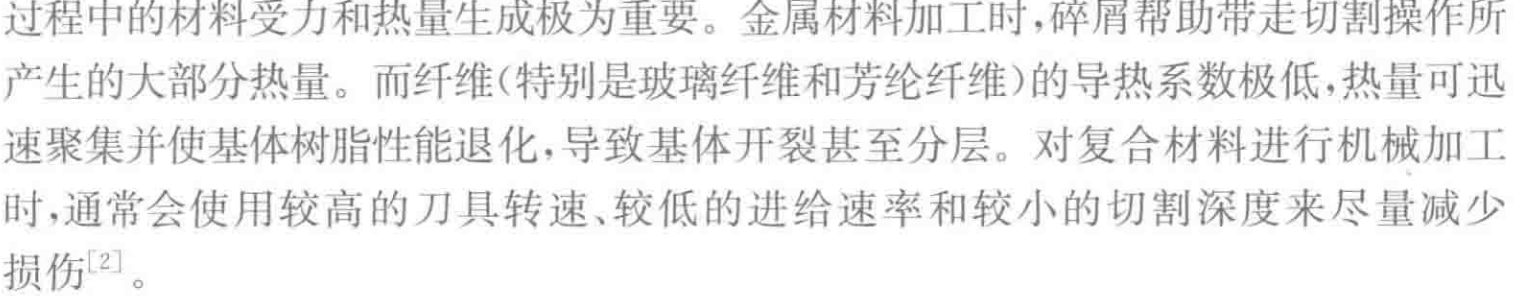 过程中的材料受力和热量生成极为重要。金属材料加工时,碎屑帮助带走切割操作所
产生的大部分热量。而纤维(特别是玻璃纤维和芳纶纤维)的导热系数极低,热量可迅
速聚集并使基体树脂性能退化,导致基体开裂甚至分层。对复合材料进行机械加工
时,通常会使用较高的刀具转速、较低的进给速率和较小的切割深度来尽量减少
损伤[2]。